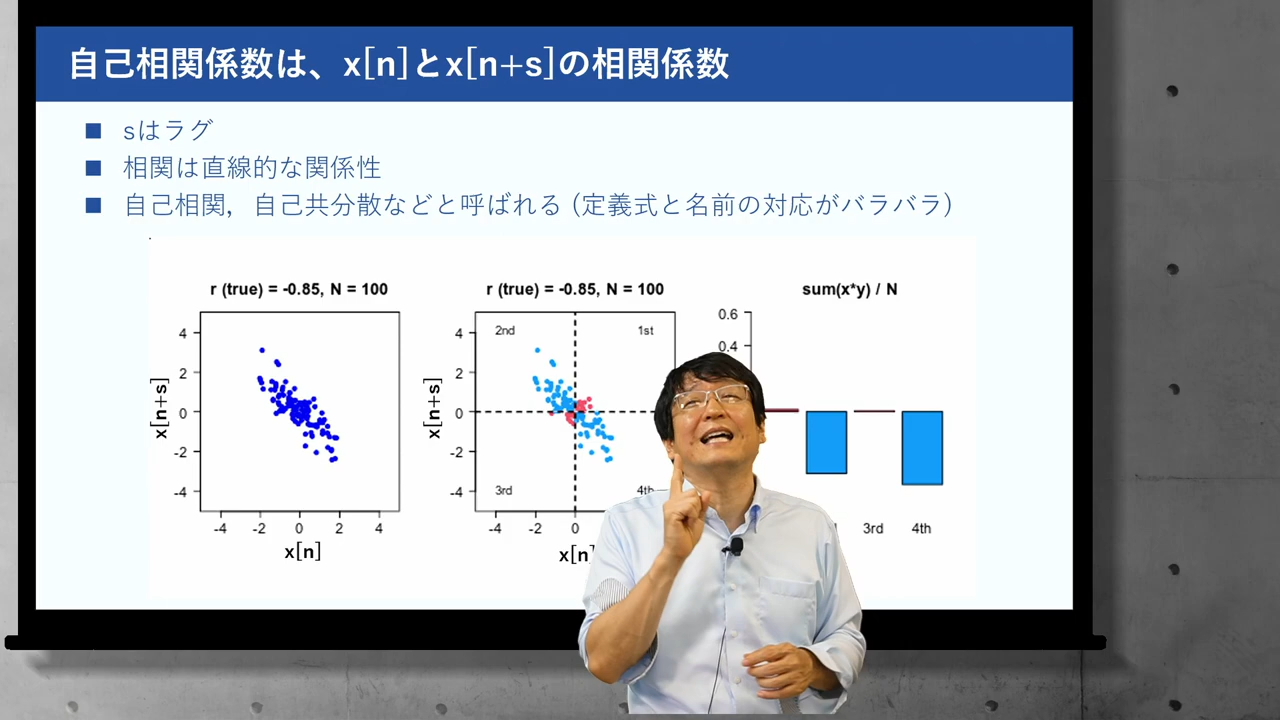 自己相関係数は、x[n]とx[n+s]の相関係数
■ sはラグ
■ 相関は直線的な関係性
■ 自己相関，自己共分散などと呼ばれる (定義式と名前の対応がバラバラ)
r (true) = -0.85, N = 100
4
2
0
-2
-4
x[n+s]
-4 -2 0 2 4
x[n]
r (true) = -0.85, N = 100
2nd 1st
3rd 4th
4
2
0
-2
-4
x[n+s]
-4 -2 0
x[n]
sum(x*y) / N
0.6
0.4
3rd 4th